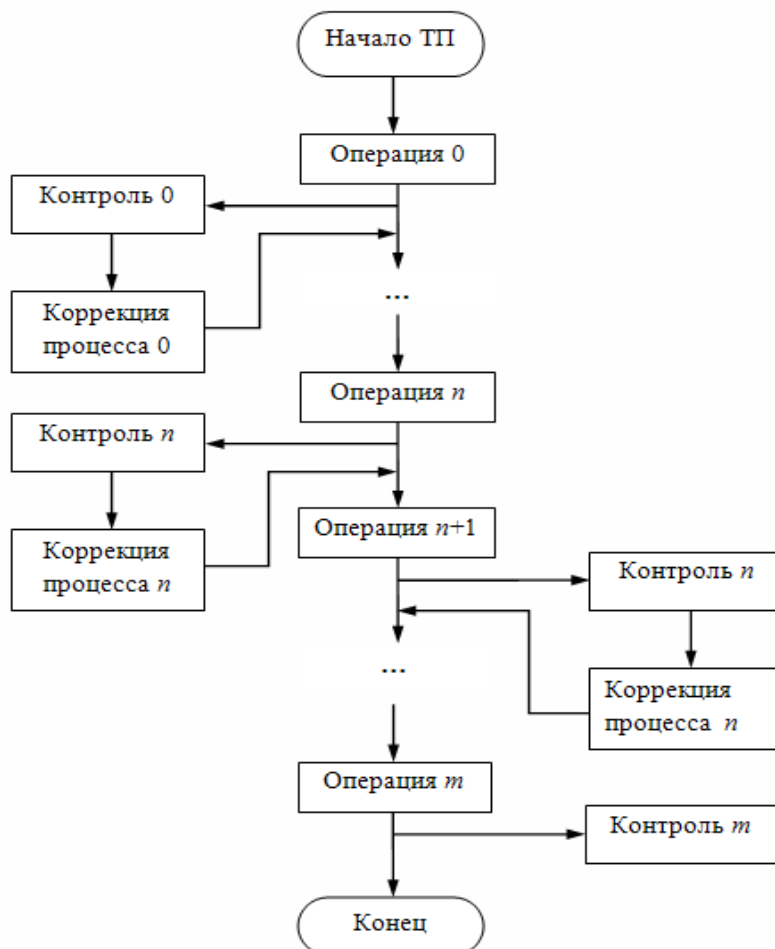 Начало ТП
Операция 0
Контроль 0
Коррекция
процесса 0
...
Операция n
Контроль n
Коррекция
процесса n
Операция n+1
Контроль n
Коррекция
процесса n
...
Операция m
Контроль m
Конец